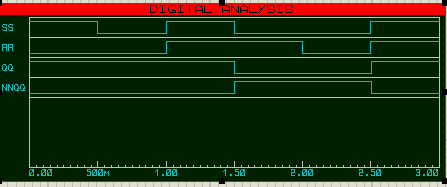 DIGITAL ANALYSIS
SS
RR
QQ
NNQQ
0.00 500m 1.00 1.50 2.00 2.50 3.00